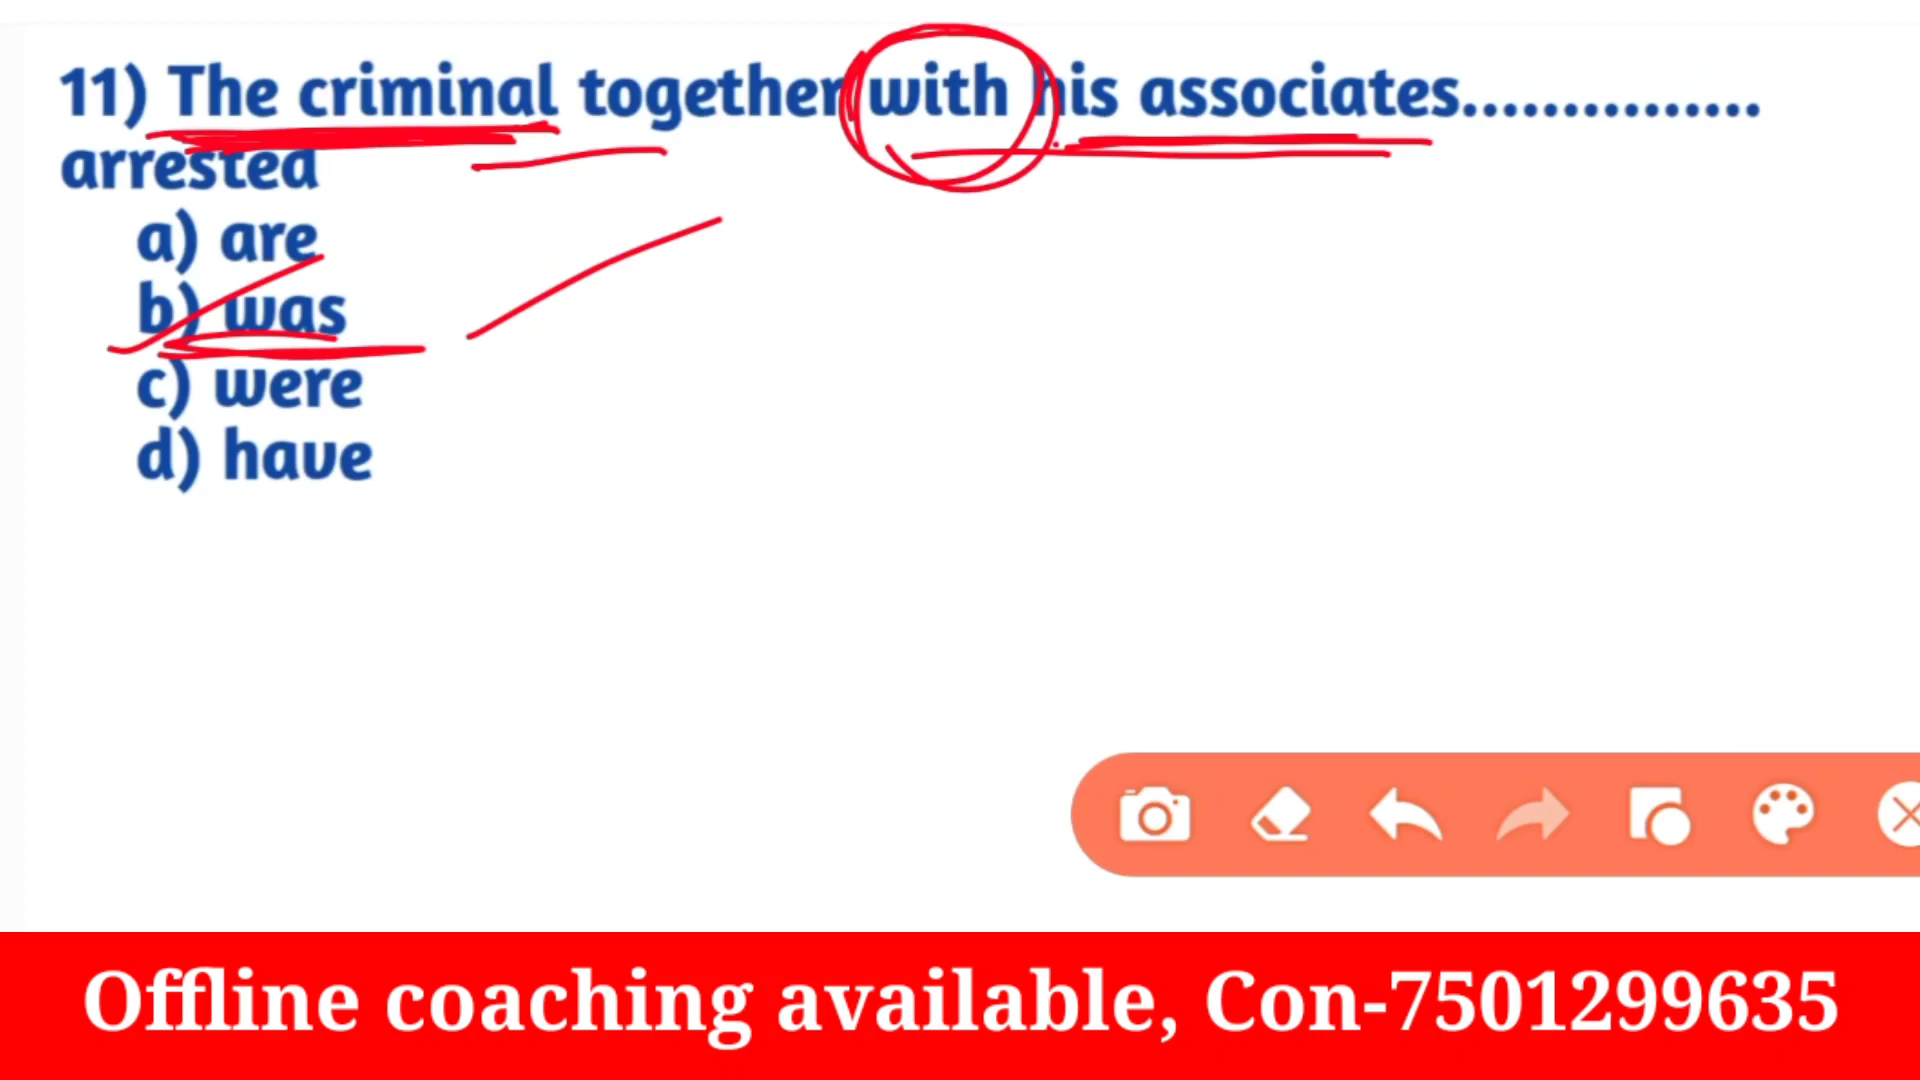 11) The criminal together with his associates...............
arrested
a) are
b) was
c) were
d) have
Offline coaching available, Con-7501299635